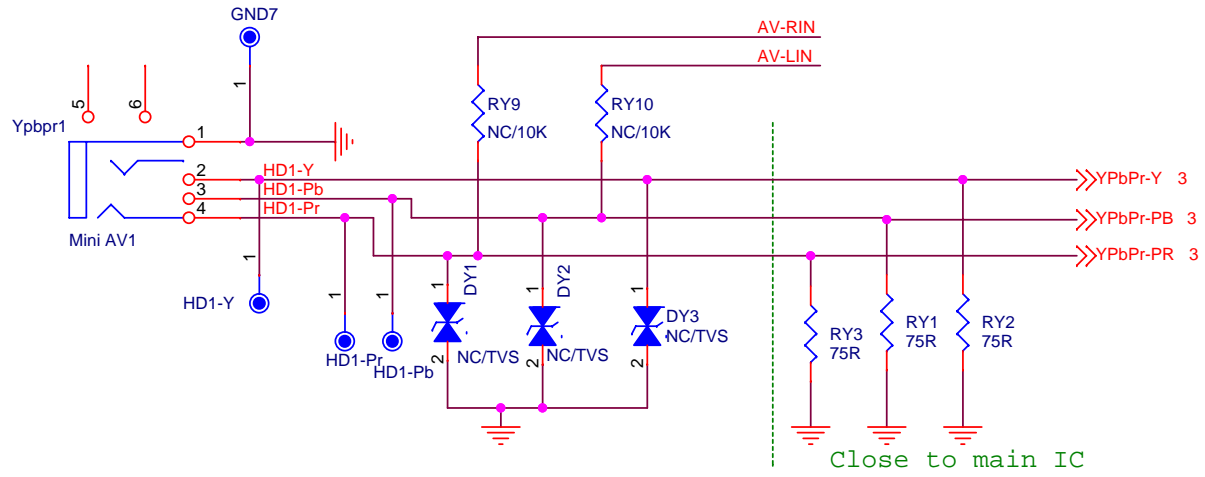 GND7
AV-RIN
AV-LIN
1
5
6
Ypbpr1
RY9
NC/10K
RY10
NC/10K
1
2
HD1-Y
3
HD1-Pb
4
HD1-Pr
Mini AV1
YPbPr-Y 3
YPbPr-PB 3
YPbPr-PR 3
1
HD1-Y
1
HD1-Pr
1
HD1-Pb
1
DY1
2
NC/TVS
1
DY2
2
NC/TVS
1
DY3
NC/TVS
2
RY3
75R
RY1
75R
RY2
75R
Close to main IC